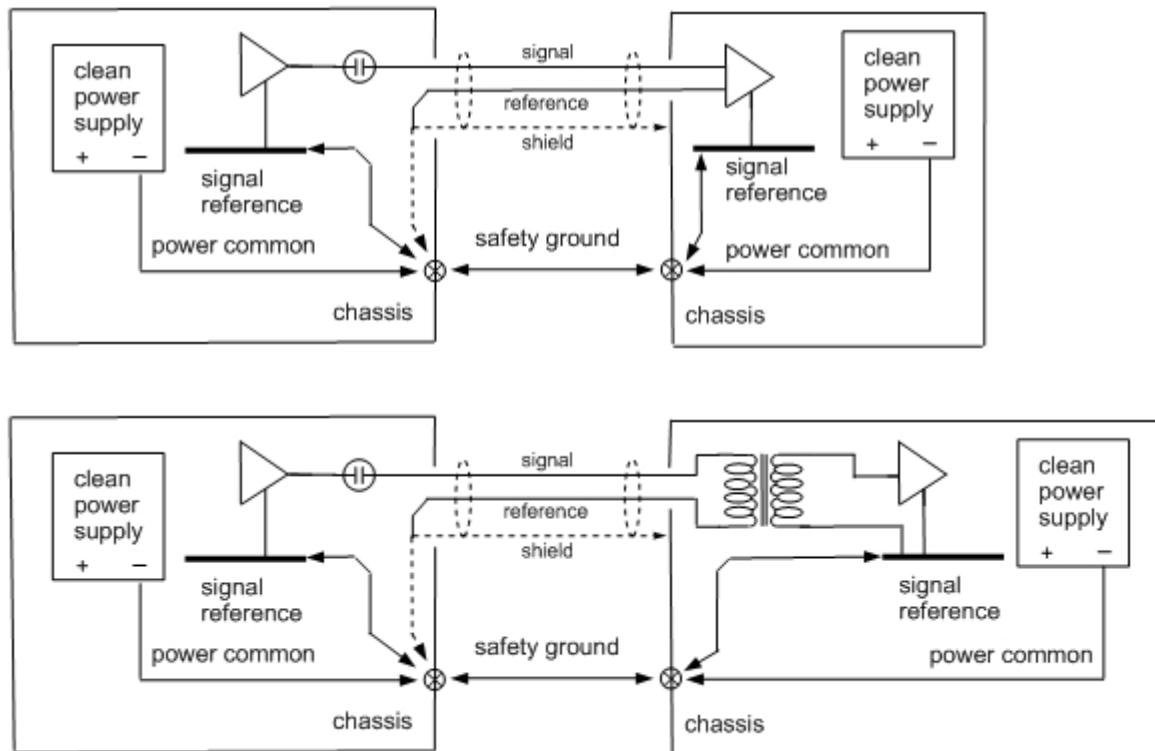 clean
power
supply
+ −
signal
reference
shield
signal
reference
power common
safety ground
chassis
signal
reference
clean
power
supply
+ −
power common
chassis
clean
power
supply
+ −
signal
reference
shield
signal
reference
power common
safety ground
chassis
signal
reference
clean
power
supply
+ −
power common
chassis